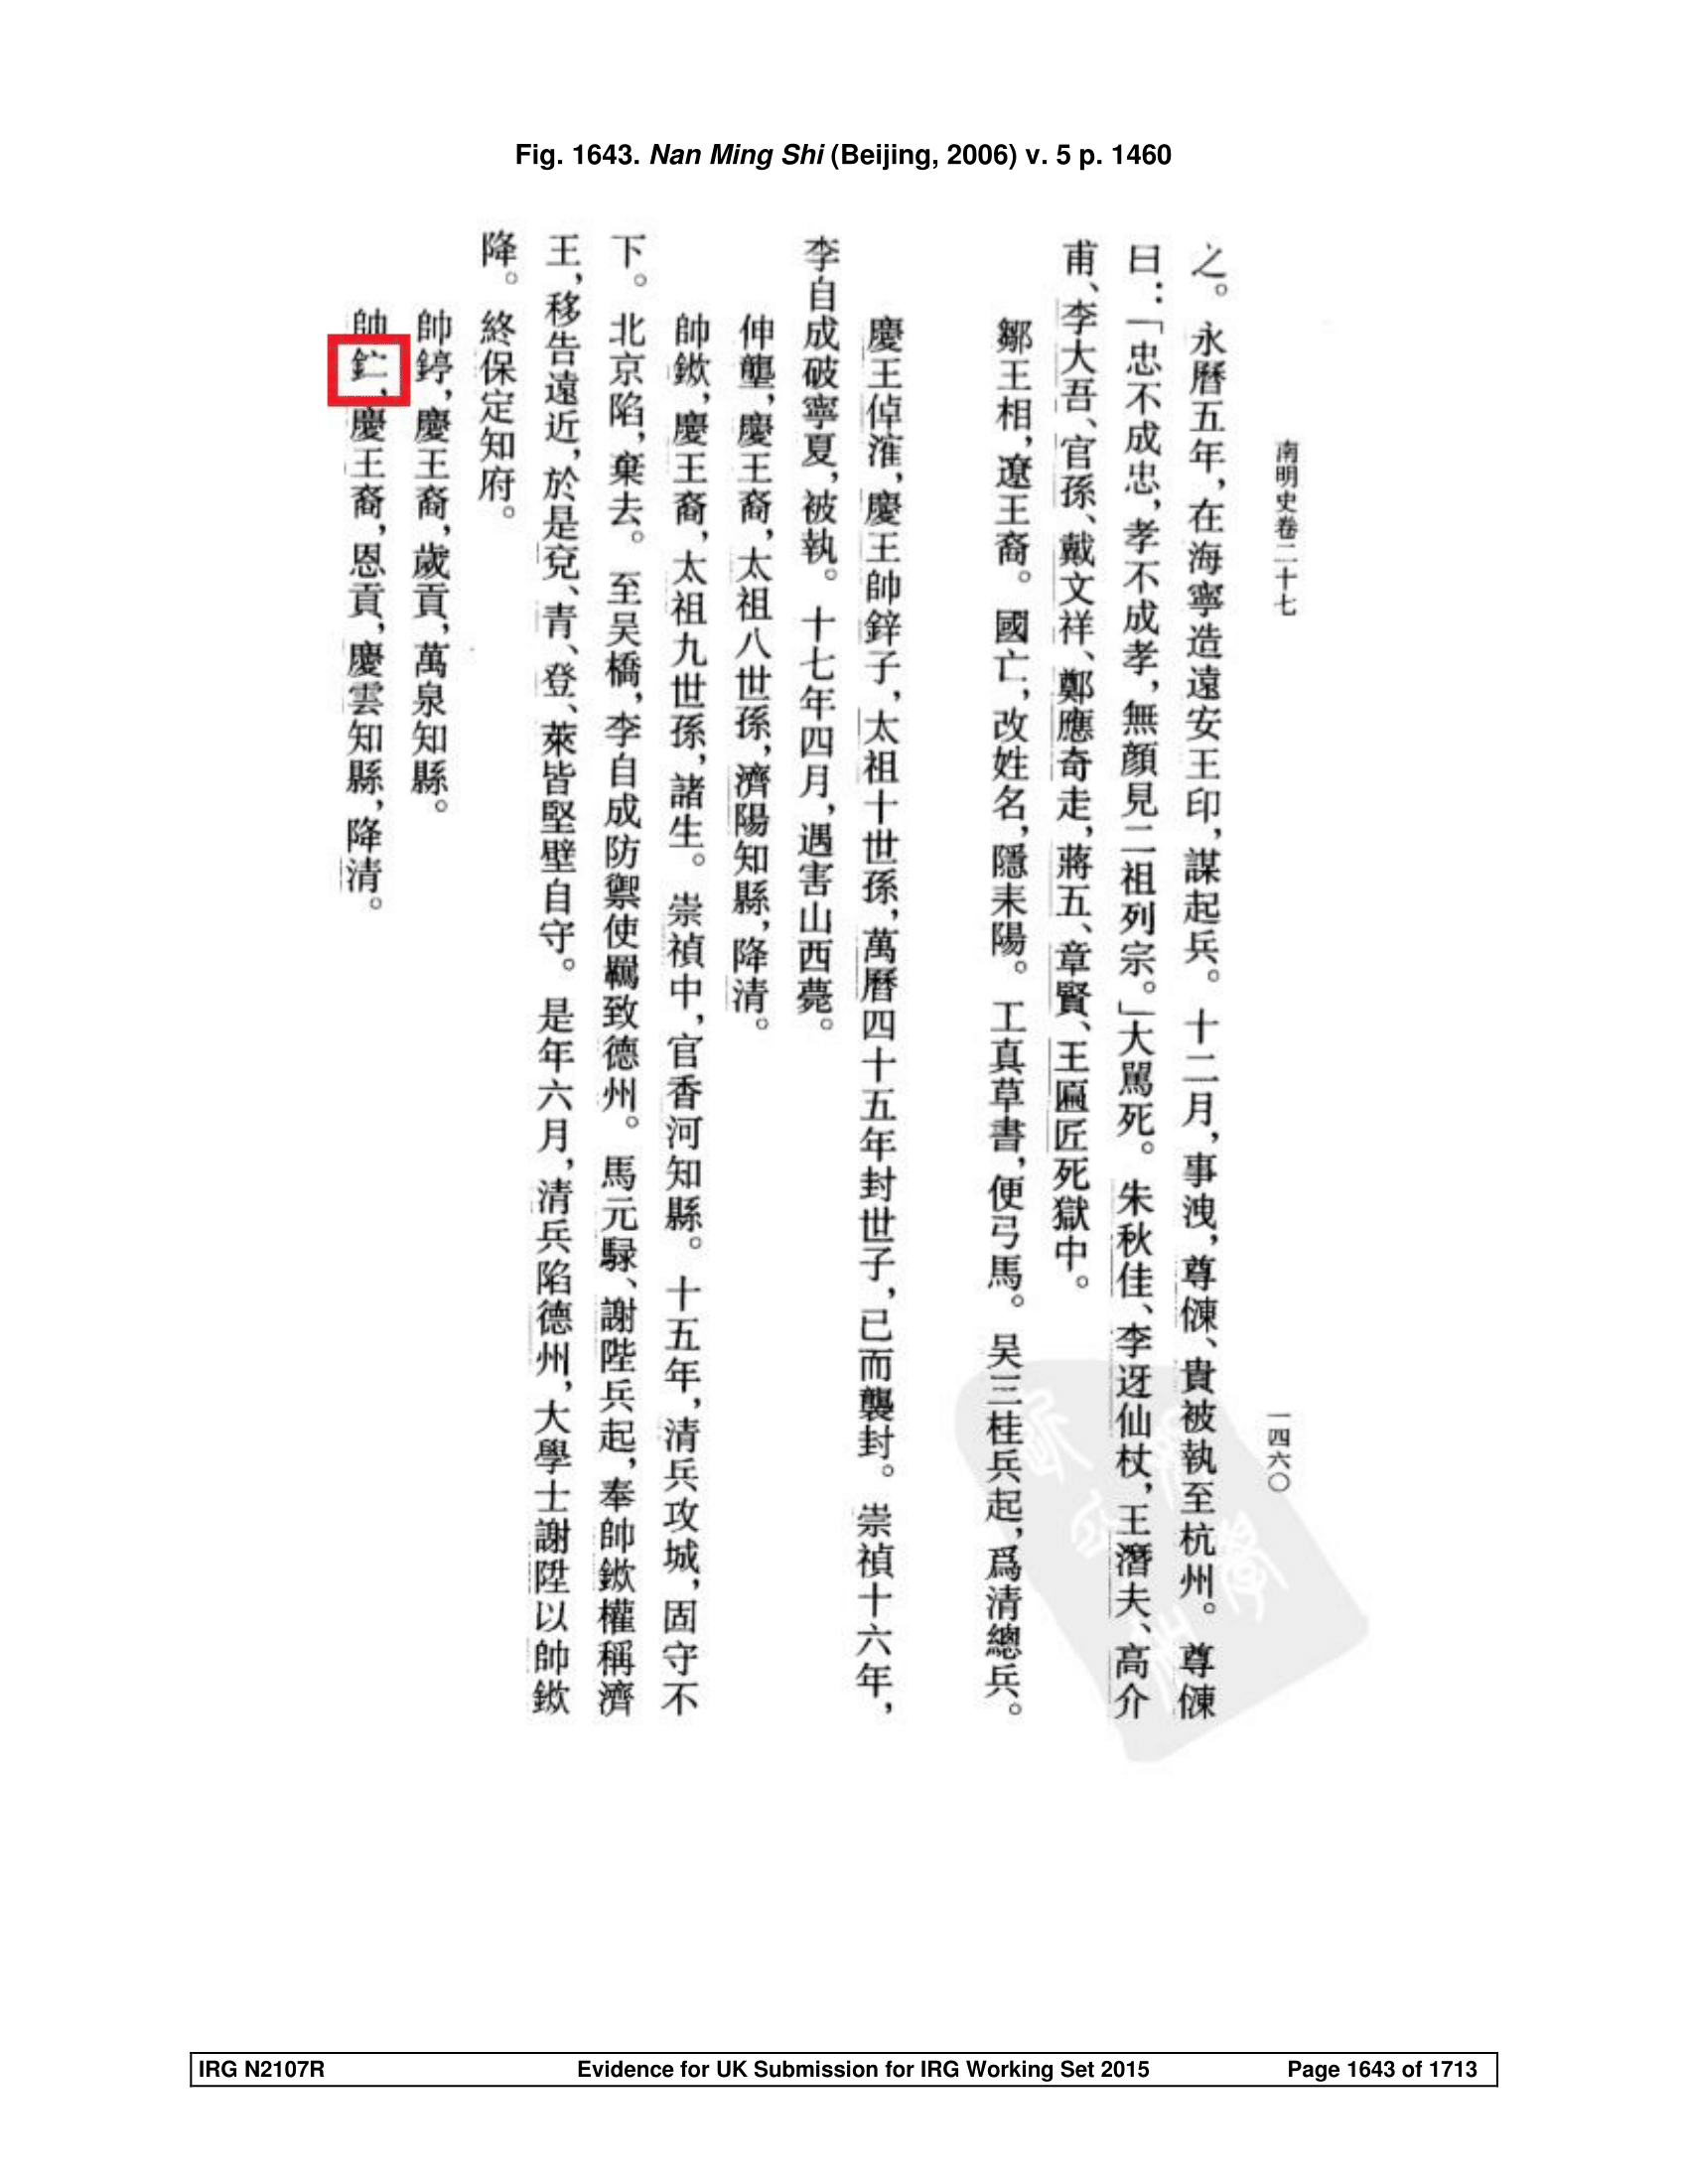 Fig. 1643. Nan Ming Shi (Beijing, 2006) v. 5 p. 1460
南明史卷二十七
一四六〇
之。永曆五年,在海寧造遠安王印,謀起兵。十二月,事洩,尊倲、貴被執至杭州。尊倲
曰:「忠不成忠,孝不成孝,無顔見二祖列宗。」大駡死。朱秋佳、李迓仙杖,王潛夫、高介
甫、李大吾、官孫、戴文祥、鄭應奇走,蔣五、章賢、王匾匠死獄中。
鄒王相,遼王裔。國亡,改姓名,隱耒陽。工真草書,便弓馬。吴三桂兵起,爲清總兵。
慶王倬漼,慶王帥鋅子,太祖十世孫,萬曆四十五年封世子,已而襲封。崇禎十六年,
李自成破寧夏,被執。十七年四月,遇害山西薨。
伸,慶王裔,太祖八世孫,濟陽知縣,降清。
帥,慶王裔,太祖九世孫,諸生。崇禎中,官香河知縣。十五年,清兵攻城,固守不
下。北京陷,棄去。至吴橋,李自成防禦使羈致德州。馬元騄、謝陛兵起,奉帥權稱濟
王,移告遠近,於是兗、青、登、萊皆堅壁自守。是年六月,清兵陷德州,大學士謝陞以帥
降。終保定知府。
帥鋍,慶王裔,歲貢,萬泉知縣。
帥,慶王裔,恩貢,慶雲知縣,降清。
IRG N2107R Evidence for UK Submission for IRG Working Set 2015 Page 1643 of 1713